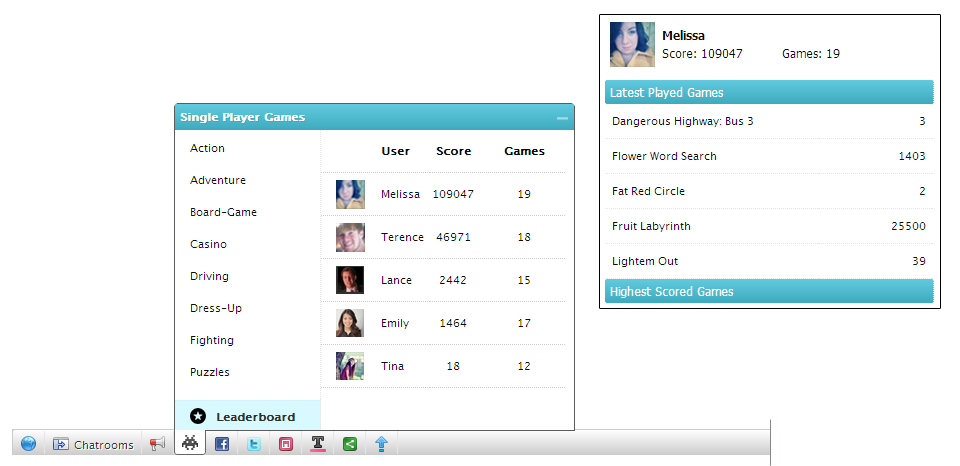 Melissa
Score: 109047 Games: 19
Latest Played Games
Dangerous Highway: Bus 3 3
Flower Word Search 1403
Fat Red Circle 2
Fruit Labyrinth 25500
Lightem Out 39
Highest Scored Games
Single Player Games
Action
Adventure
Board-Game
Casino
Driving
Dress-Up
Fighting
Puzzles
Leaderboard
User Score Games
Melissa 109047 19
Terence 46971 18
Lance 2442 15
Emily 1464 17
Tina 18 12
Chatrooms